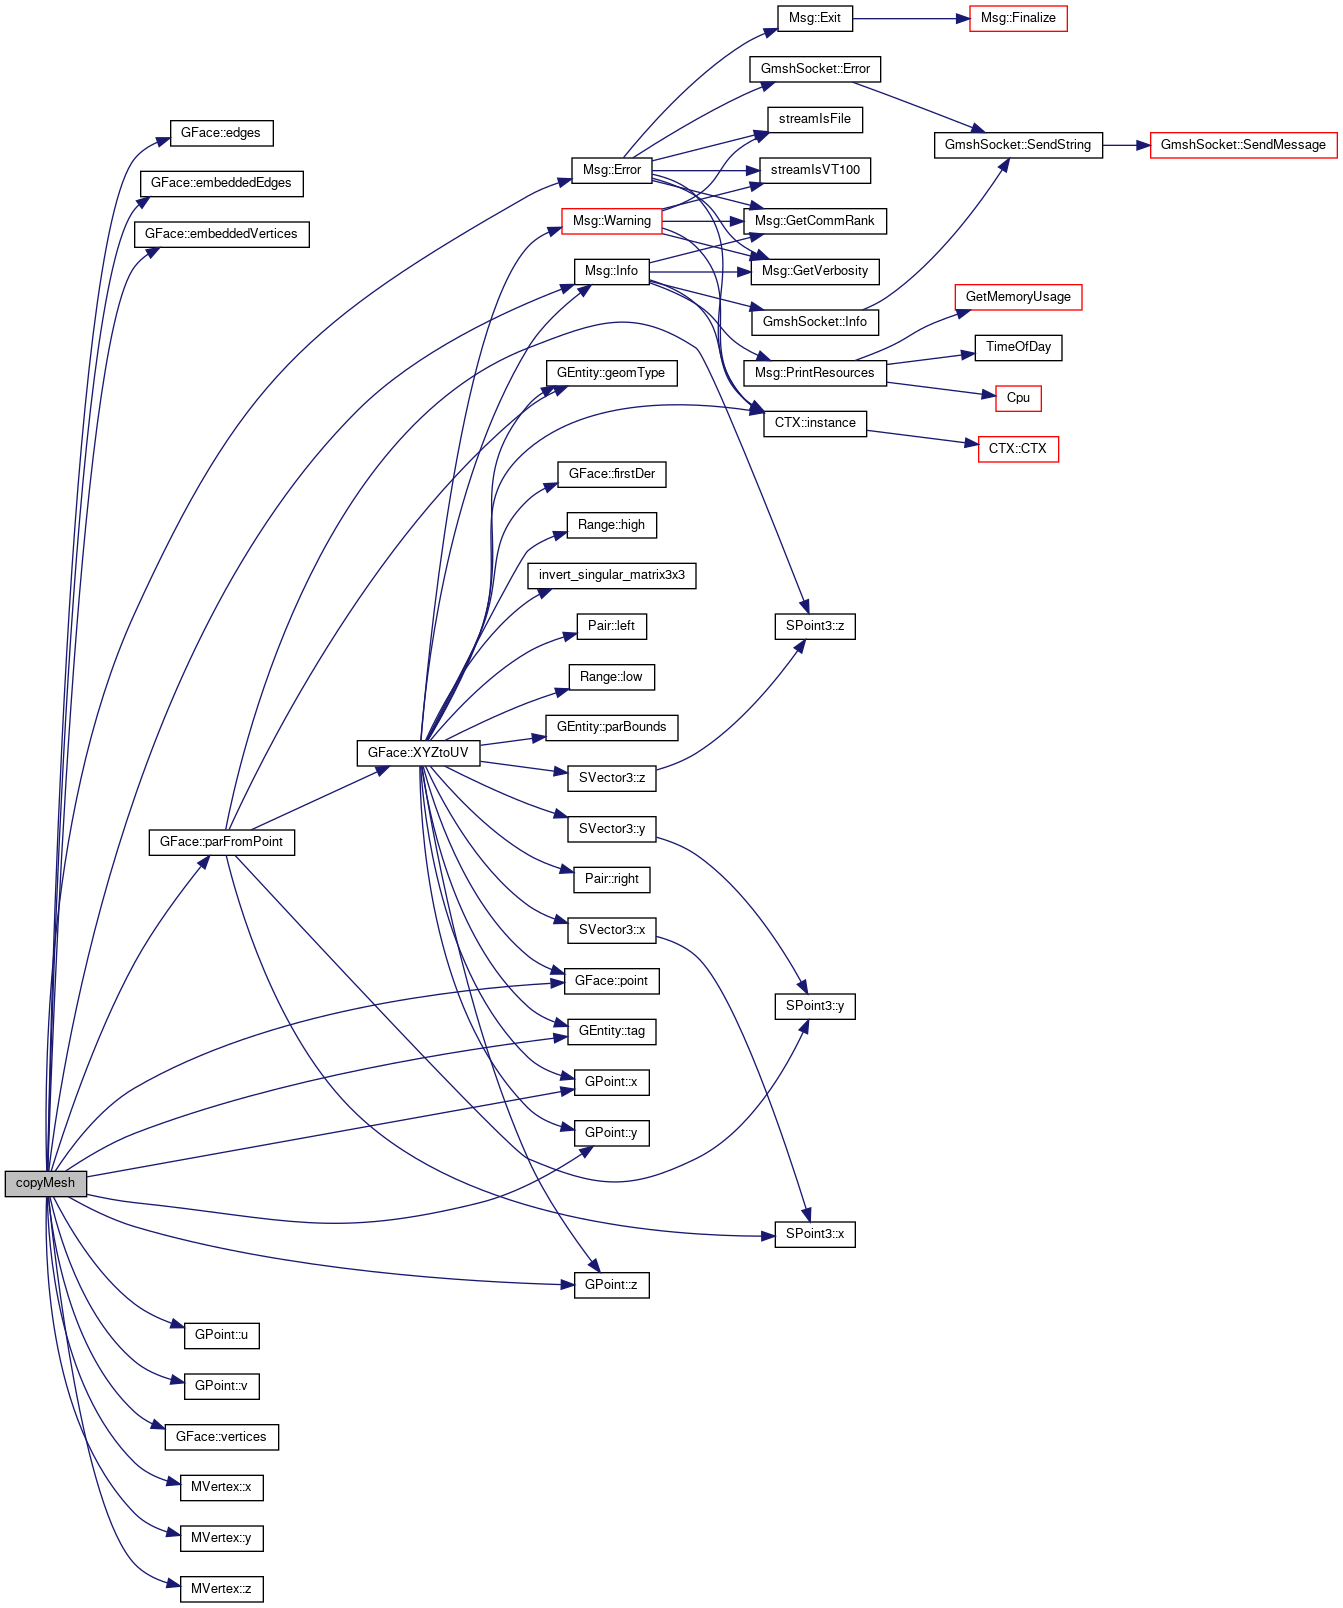 Msg::Exit
Msg::Finalize
GmshSocket::Error
streamIsFile
GFace::edges
GmshSocket::SendString
GmshSocket::SendMessage
Msg::Error
streamIsVT100
GFace::embeddedEdges
Msg::Warning
Msg::GetCommRank
GFace::embeddedVertices
Msg::Info
Msg::GetVerbosity
GetMemoryUsage
GmshSocket::Info
TimeOfDay
GEntity::geomType
Msg::PrintResources
Cpu
CTX::instance
CTX::CTX
GFace::firstDer
Range::high
invert_singular_matrix3x3
Pair::left
SPoint3::z
Range::low
GEntity::parBounds
GFace::XYZtoUV
SVector3::z
SVector3::y
GFace::parFromPoint
Pair::right
SVector3::x
GFace::point
SPoint3::y
GEntity::tag
GPoint::x
GPoint::y
copyMesh
SPoint3::x
GPoint::z
GPoint::u
GPoint::v
GFace::vertices
MVertex::x
MVertex::y
MVertex::z